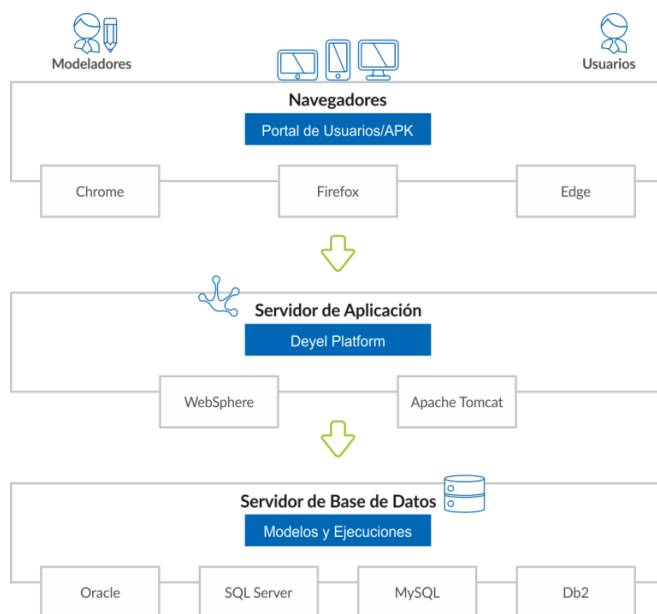 Modeladores
Usuarios
Navegadores
Portal de Usuarios/APK
Chrome
Firefox
Edge
Servidor de Aplicación
Deyel Platform
WebSphere
Apache Tomcat
Servidor de Base de Datos
Modelos y Ejecuciones
Oracle
SQL Server
MySQL
Db2